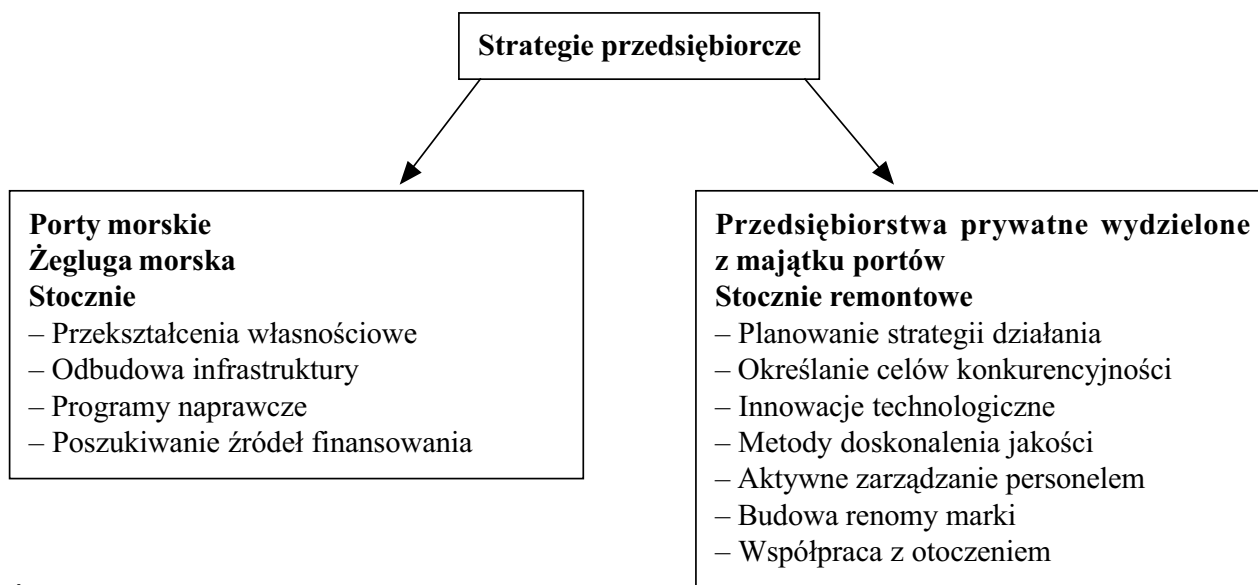 Strategie przedsiębiorcze
Porty morskie
Żegluga morska
Stocznie
– Przekształcenia własnościowe
– Odbudowa infrastruktury
– Programy naprawcze
– Poszukiwanie źródeł finansowania
Przedsiębiorstwa prywatne wydzielone
z majątku portów
Stocznie remontowe
– Planowanie strategii działania
– Określanie celów konkurencyjności
– Innowacje technologiczne
– Metody doskonalenia jakości
– Aktywne zarządzanie personelem
– Budowa renomy marki
– Współpraca z otoczeniem